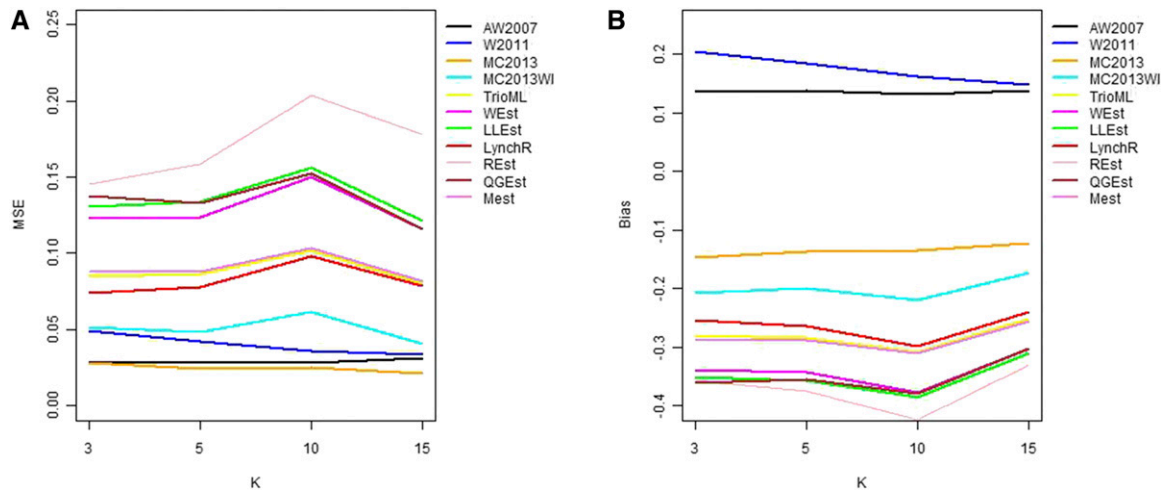 A
MSE
0.25
0.20
0.15
0.10
0.05
0.00
3 5 10 15
K
AW2007
W2011
MC2013
MC2013WI
TrioML
WEst
LLEst
LynchR
REst
QGEst
Mest
B
Bias
0.2
0.1
0.0
-0.1
-0.2
-0.3
-0.4
3 5 10 15
K
AW2007
W2011
MC2013
MC2013WI
TrioML
WEst
LLEst
LynchR
REst
QGEst
Mest